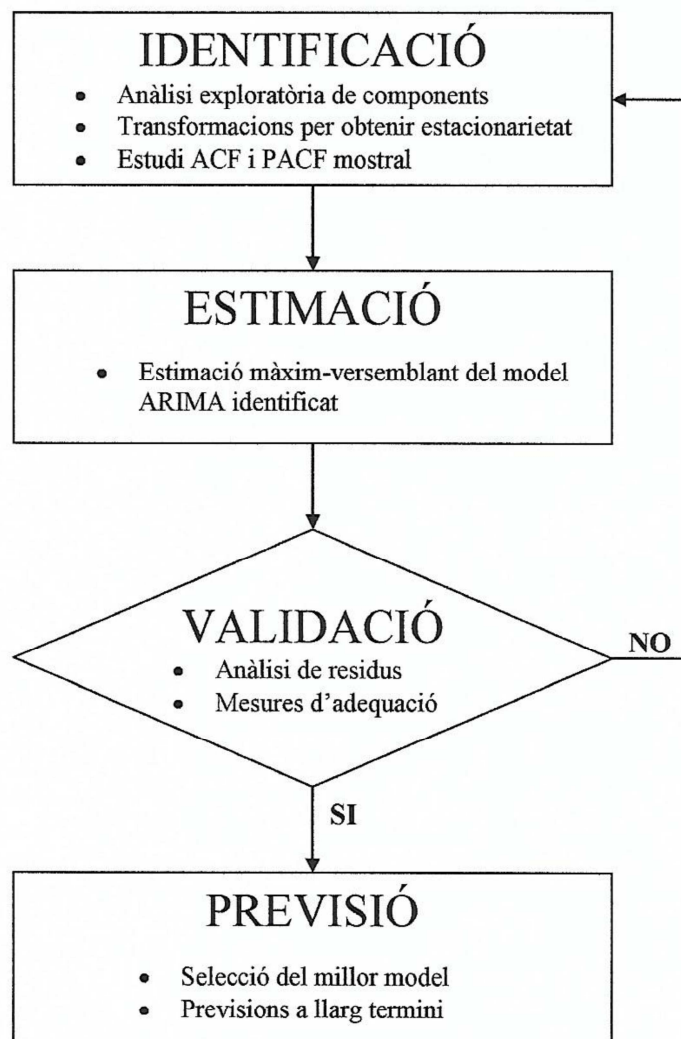 IDENTIFICACIÓ
• Anàlisi exploratòria de components
• Transformacions per obtenir estacionarietat
• Estudi ACF i PACF mostral
ESTIMACIÓ
• Estimació màxim-versemblant del model
ARIMA identificat
VALIDACIÓ
• Anàlisi de residus
• Mesures d'adequació
NO
SI
PREVISIÓ
• Selecció del millor model
• Previsions a llarg termini